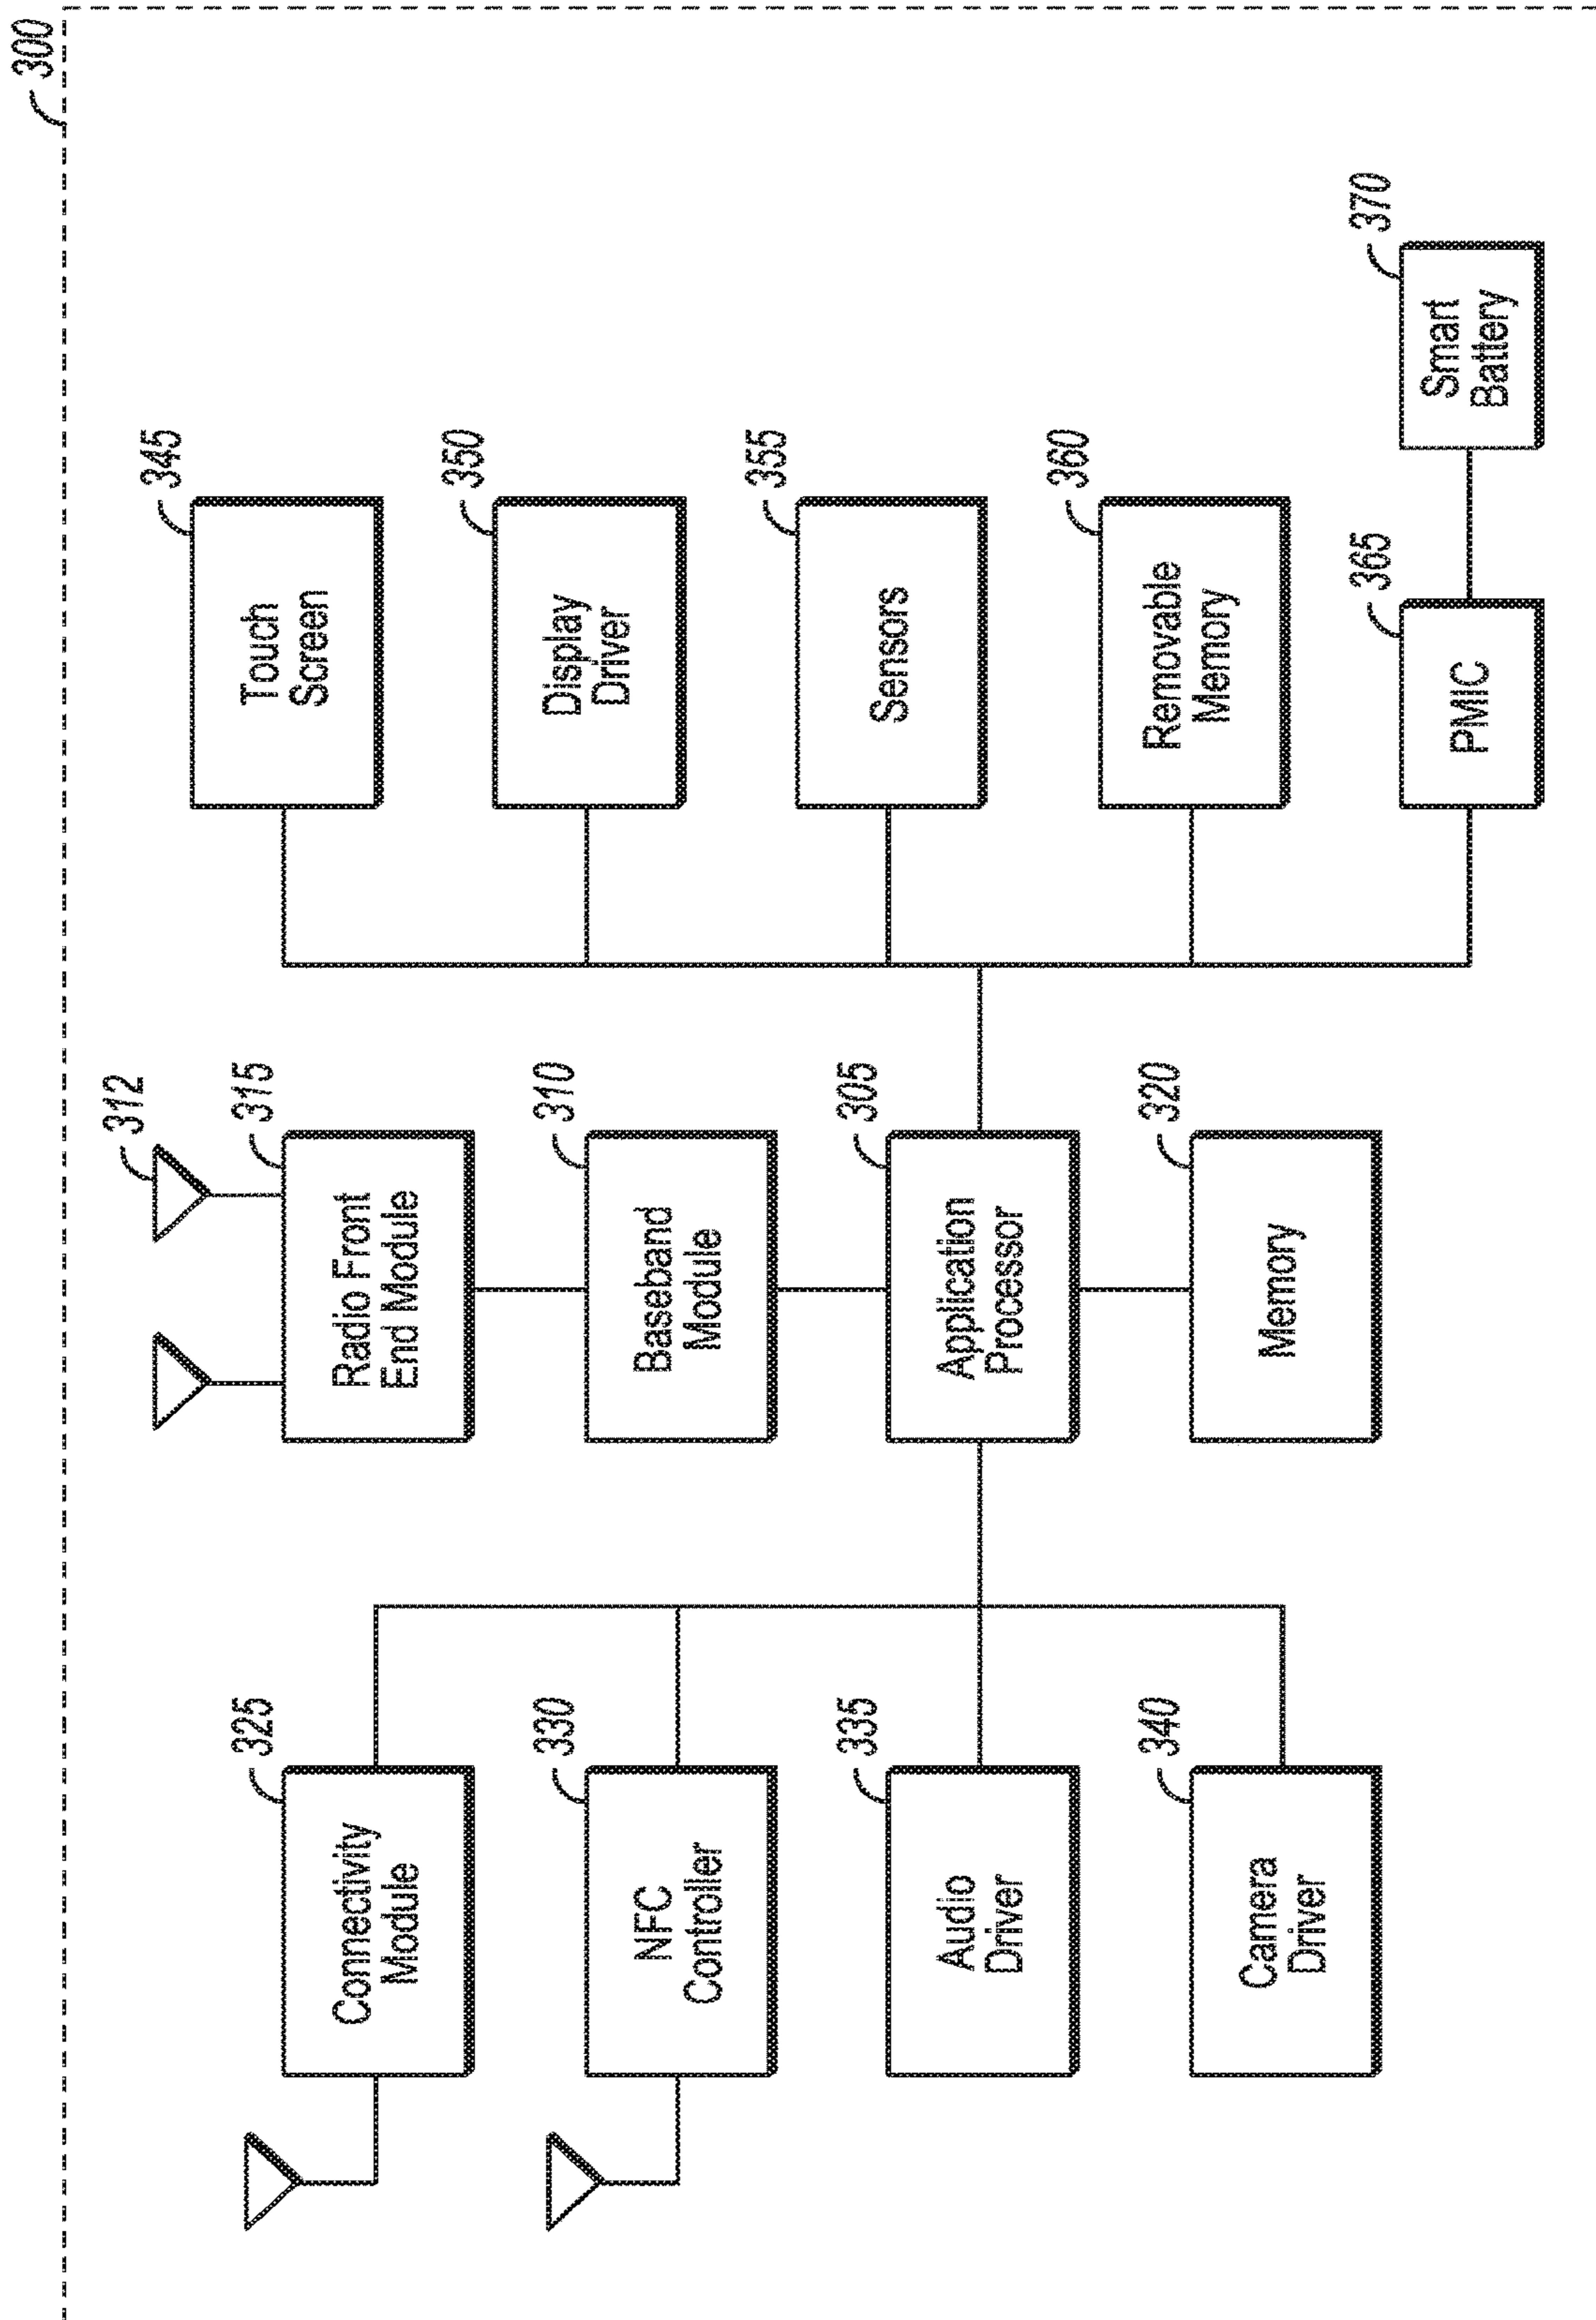 300
312
325
Connectivity
Module
315
Radio Front
End Module
345
Touch
Screen
330
NFC
Controller
310
Baseband
Module
350
Display
Driver
335
Audio
Driver
305
Application
Processor
355
Sensors
340
Camera
Driver
320
Memory
360
Removable
Memory
365
PMIC
370
Smart
Battery